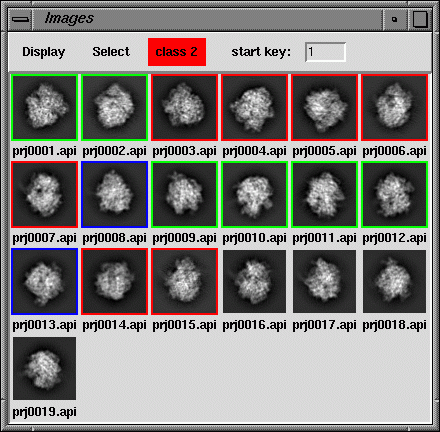 Images
Display Select class 2 start key: 1
prj0001.api prj0002.api prj0003.api prj0004.api prj0005.api prj0006.api
prj0007.api prj0008.api prj0009.api prj0010.api prj0011.api prj0012.api
prj0013.api prj0014.api prj0015.api prj0016.api prj0017.api prj0018.api
prj0019.api